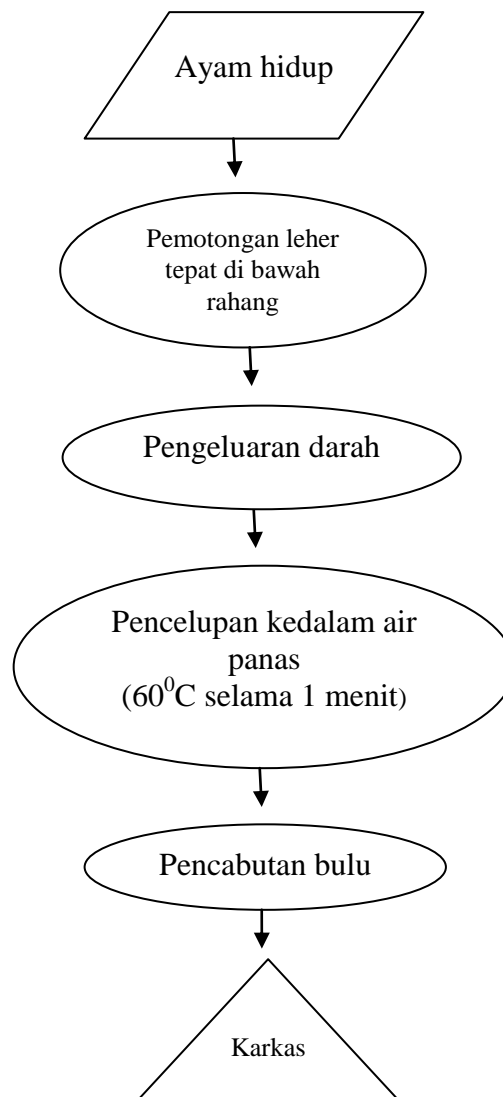 Ayam hidup
Pemotongan leher
tepat di bawah
rahang
Pengeluaran darah
Pencelupan kedalam air
panas
(60⁰C selama 1 menit)
Pencabutan bulu
Karkas